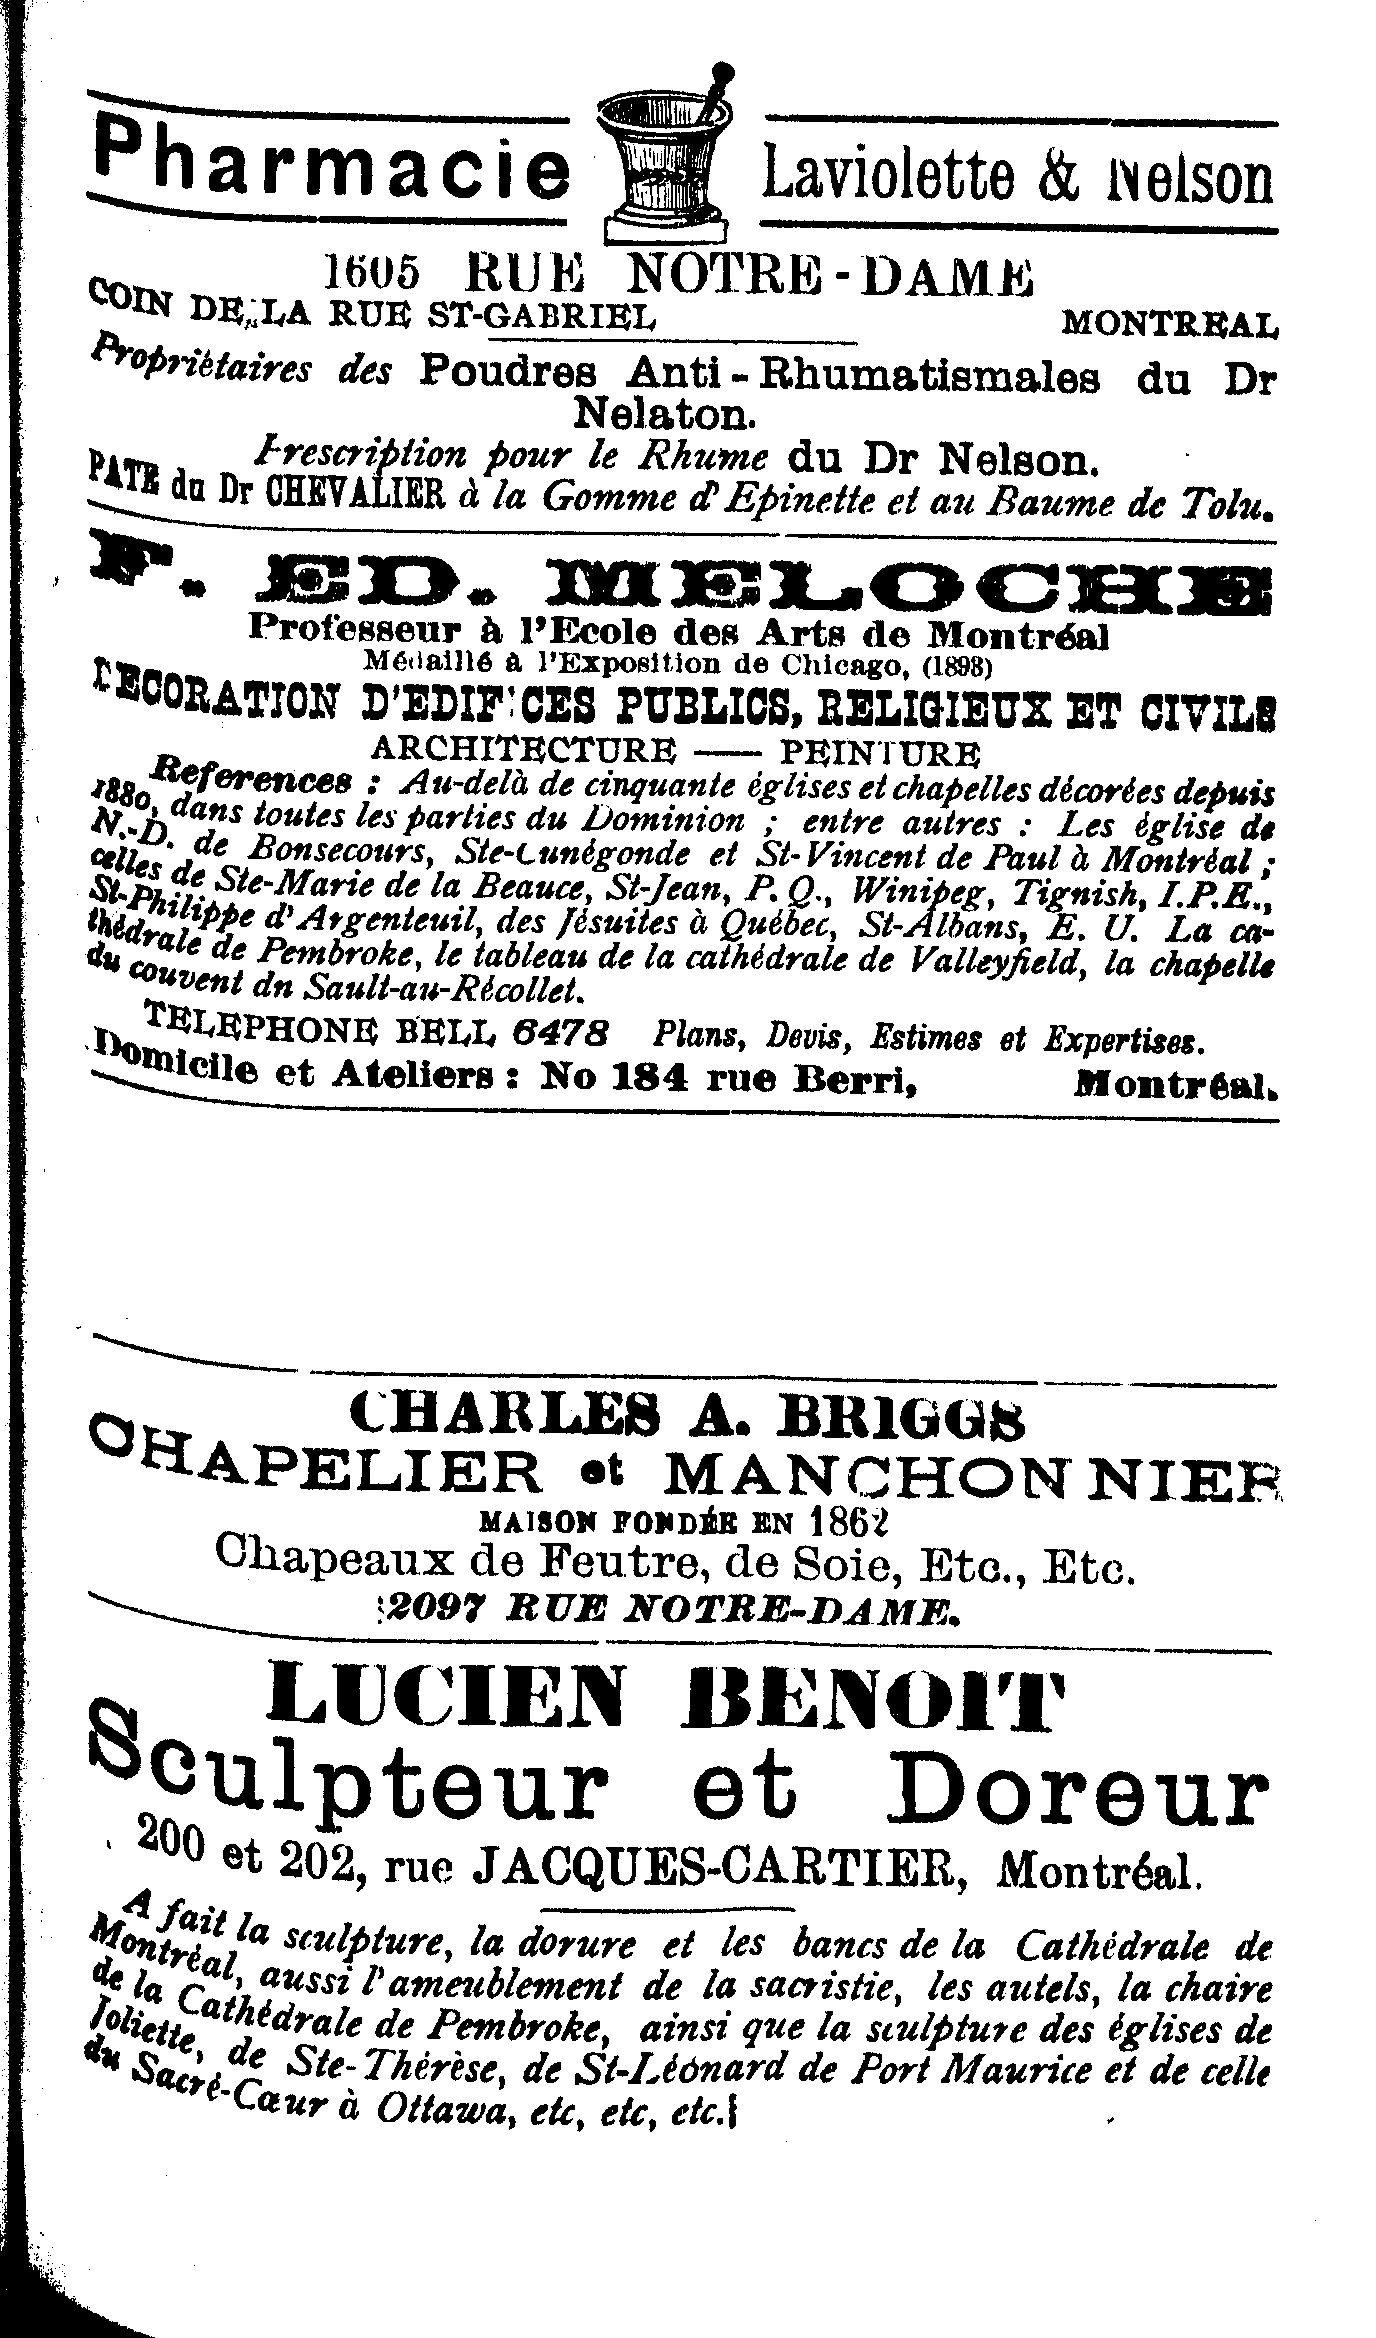 Pharmacie Laviolette & Nelson
1605 RUE NOTRE-DAME
COIN DE LA RUE ST-GABRIEL MONTREAL
Propriétaires des Poudres Anti-Rhumatismales du Dr
Nelaton.
Prescription pour le Rhume du Dr Nelson.
PATE du Dr CHEVALIER à la Gomme d'Epinette et au Baume de Tolu.
F. ED. MELOCHE
Professeur à l'Ecole des Arts de Montréal
Médaillé à l'Exposition de Chicago, (1893)
DECORATION D'EDIFICES PUBLICS, RELIGIEUX ET CIVILS
ARCHITECTURE —— PEINTURE
References : Au-delà de cinquante églises et chapelles décorées depuis
1880, dans toutes les parties du Dominion ; entre autres : Les église de
N.-D. de Bonsecours, Ste-Cunégonde et St-Vincent de Paul à Montréal ;
celles de Ste-Marie de la Beauce, St-Jean, P. Q., Winipeg, Tignish, I.P.E.,
St-Philippe d'Argenteuil, des Jésuites à Québec, St-Albans, E. U. La ca-
thédrale de Pembroke, le tableau de la cathédrale de Valleyfield, la chapelle
du couvent dn Sault-au-Récollet.
TELEPHONE BELL 6478 Plans, Devis, Estimes et Expertises.
Domicile et Ateliers : No 184 rue Berri, Montréal.
CHARLES A. BRIGGS
CHAPELIER et MANCHONNIER
MAISON FONDÉE EN 1862
Chapeaux de Feutre, de Soie, Etc., Etc.
2097 RUE NOTRE-DAME.
LUCIEN BENOIT
Sculpteur et Doreur
200 et 202, rue JACQUES-CARTIER, Montréal.
A fait la sculpture, la dorure et les bancs de la Cathédrale de
Montréal, aussi l'ameublement de la sacristie, les autels, la chaire
de la Cathédrale de Pembroke, ainsi que la sculpture des églises de
Joliette, de Ste-Thérèse, de St-Léonard de Port Maurice et de celle
du Sacré-Cœur à Ottawa, etc, etc, etc.